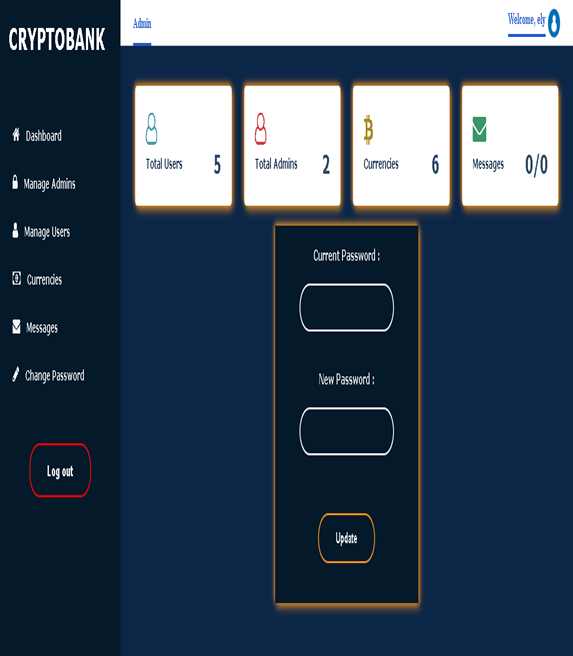 CRYPTOBANK
Admin
Welcome, ely
Dashboard
Manage Admins
Manage Users
Currencies
Messages
Change Password
Log out
Total Users 5
Total Admins 2
Currencies 6
Messages 0/0
Current Password :
New Password :
Update